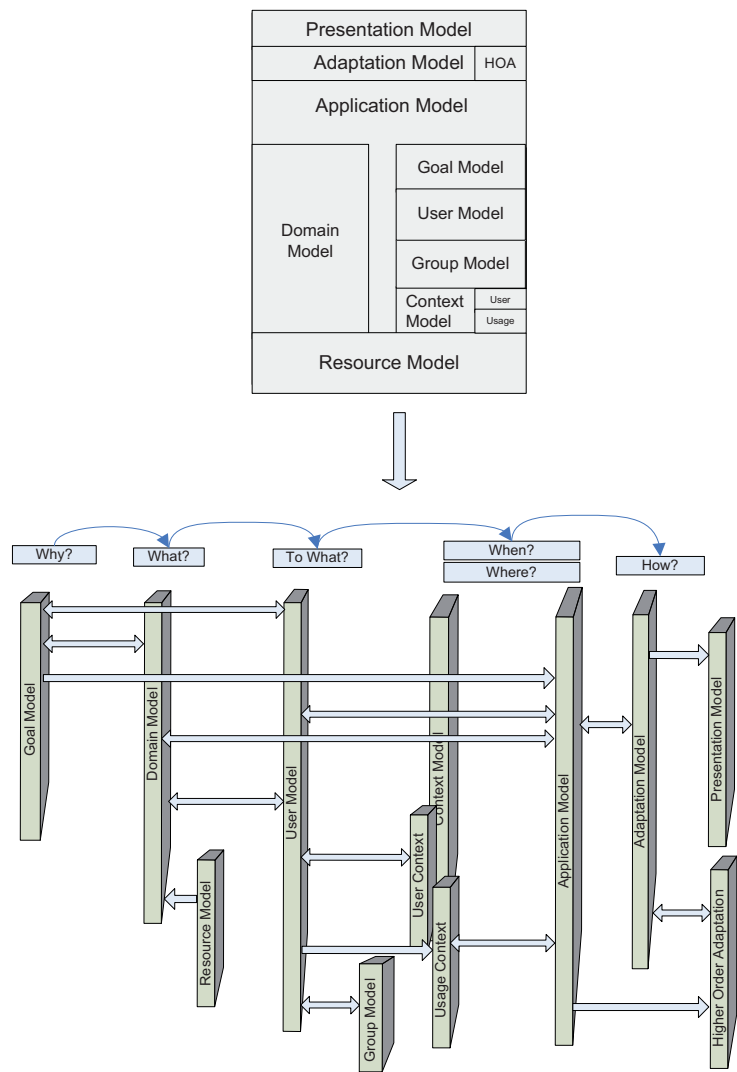 Presentation Model
Adaptation Model
HOA
Application Model
Domain
Model
Goal Model
User Model
Group Model
Context
Model
User
Usage
Resource Model
Why?
What?
To What?
When?
Where?
How?
Goal Model
Domain Model
Resource Model
User Model
Group Model
User Context
Context Model
Usage Context
Application Model
Adaptation Model
Presentation Model
Higher Order Adaptation